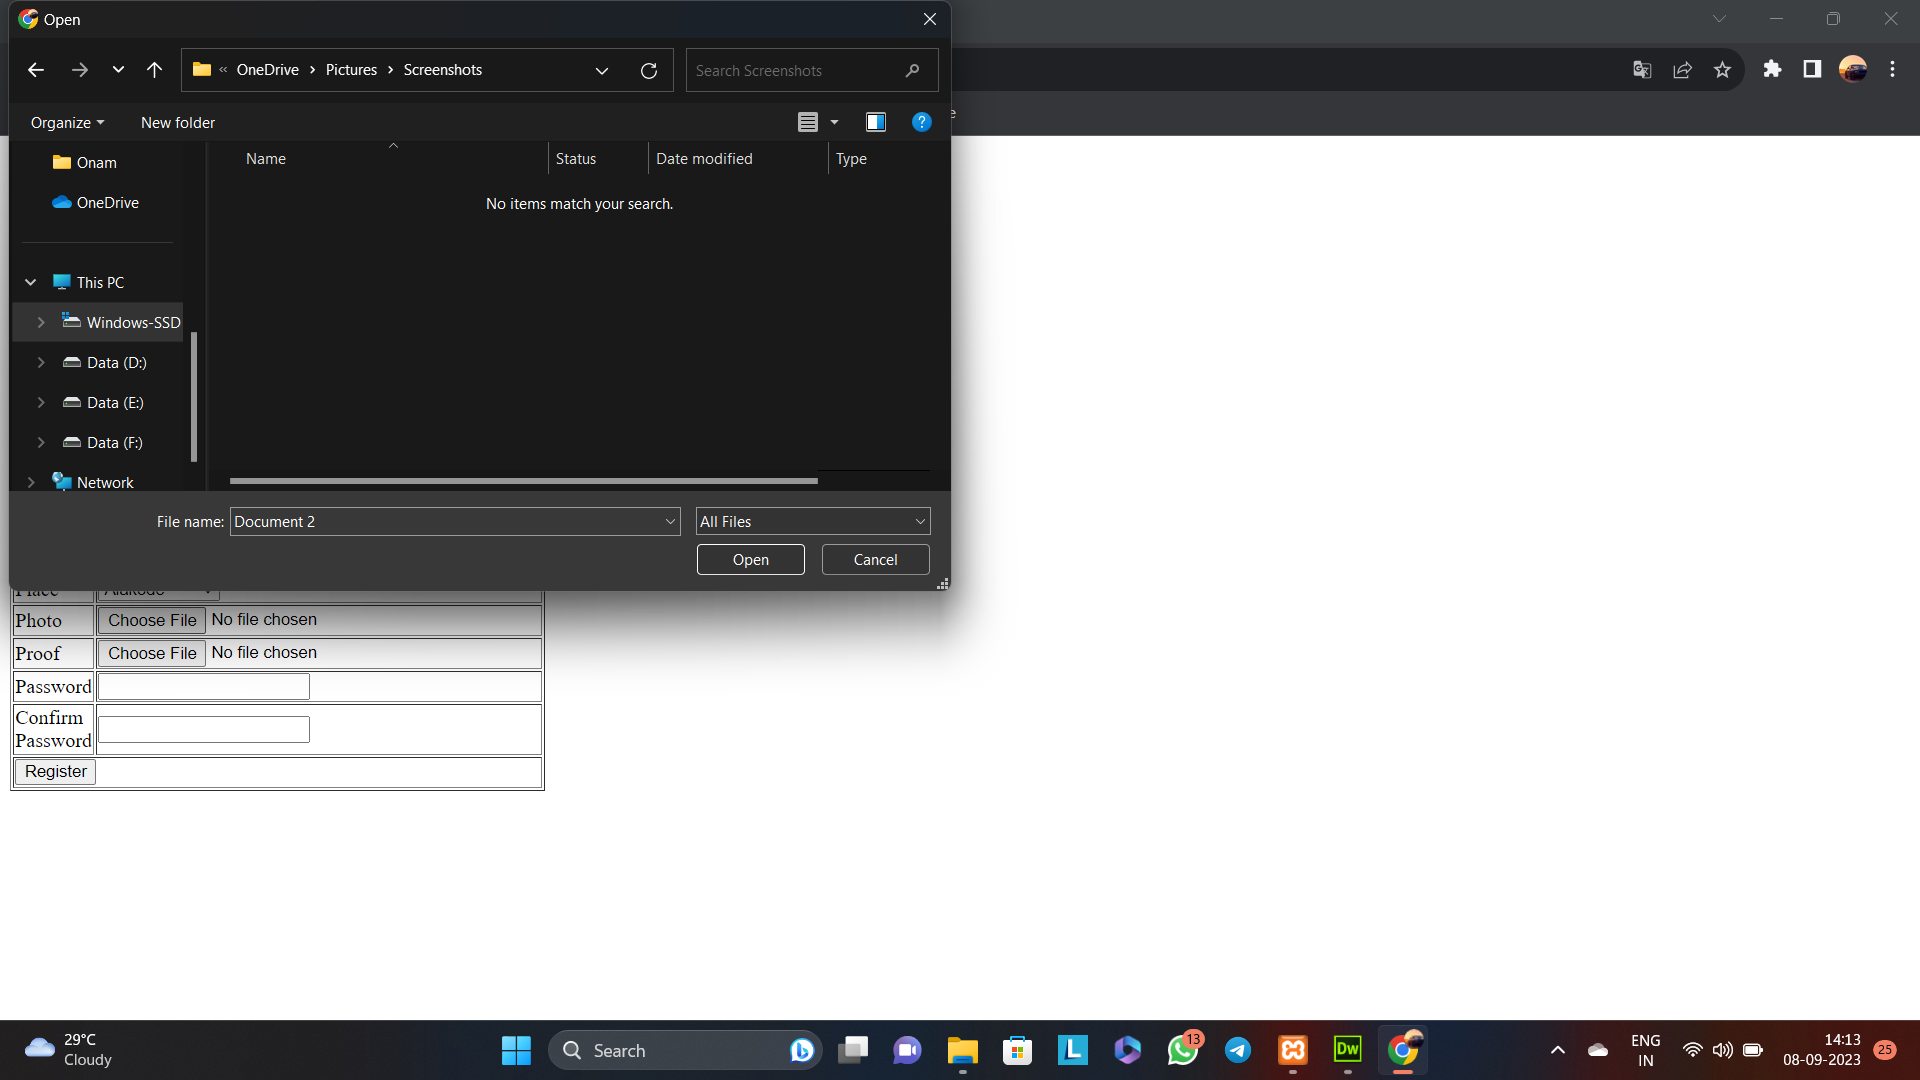 Open
« OneDrive › Pictures › Screenshots
Search Screenshots
Organize
New folder
e
Name
Status
Date modified
Type
Onam
No items match your search.
OneDrive
This PC
Windows-SSD
Data (D:)
Data (E:)
Data (F:)
Network
File name:
Document 2
All Files
Open
Cancel
Photo
Choose File No file chosen
Proof
Choose File No file chosen
Password
Confirm
Password
Register
29°C
Cloudy
Search
L
13
Dw
ENG
IN
14:13
08-09-2023
25